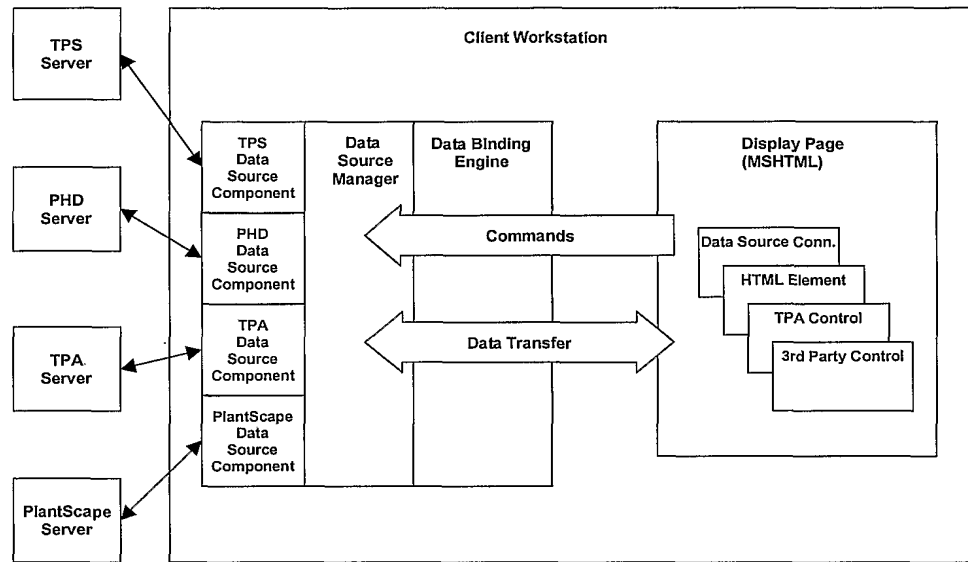 TPS
Server
PHD
Server
TPA.
Server
PlantScape
Server
Client Workstation
TPS
Data
Source
Component
PHD
Data
Source
Component
TPA
Data
Source
Component
PlantScape
Data
Source
Component
Data
Source
Manager
Data Binding
Engine
Commands
Data Transfer
Display Page
(MSHTML)
Data Source Conn.
HTML Element
TPA Control
3rd Party Control